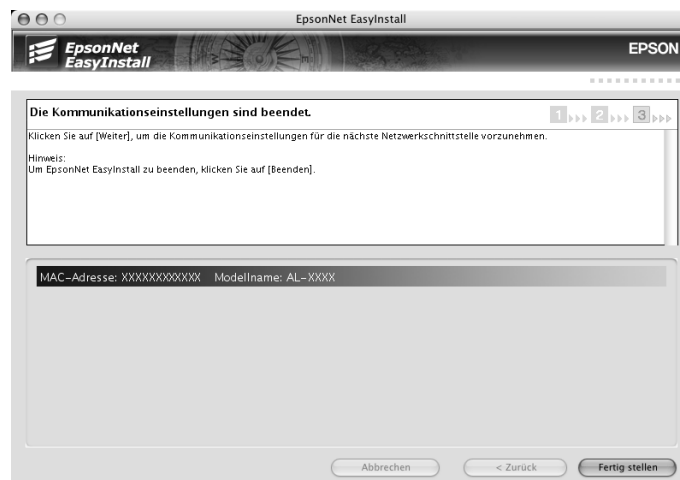 EpsonNet EasyInstall
EpsonNet
EasyInstall
EPSON
Die Kommunikationseinstellungen sind beendet.
1 2 3
Klicken Sie auf [Weiter], um die Kommunikationseinstellungen für die nächste Netzwerkschnittstelle vorzunehmen.
Hinweis:
Um EpsonNet EasyInstall zu beenden, klicken Sie auf [Beenden].
MAC-Adresse: XXXXXXXXXXXX Modellname: AL-XXXX
Abbrechen < Zurück Fertig stellen